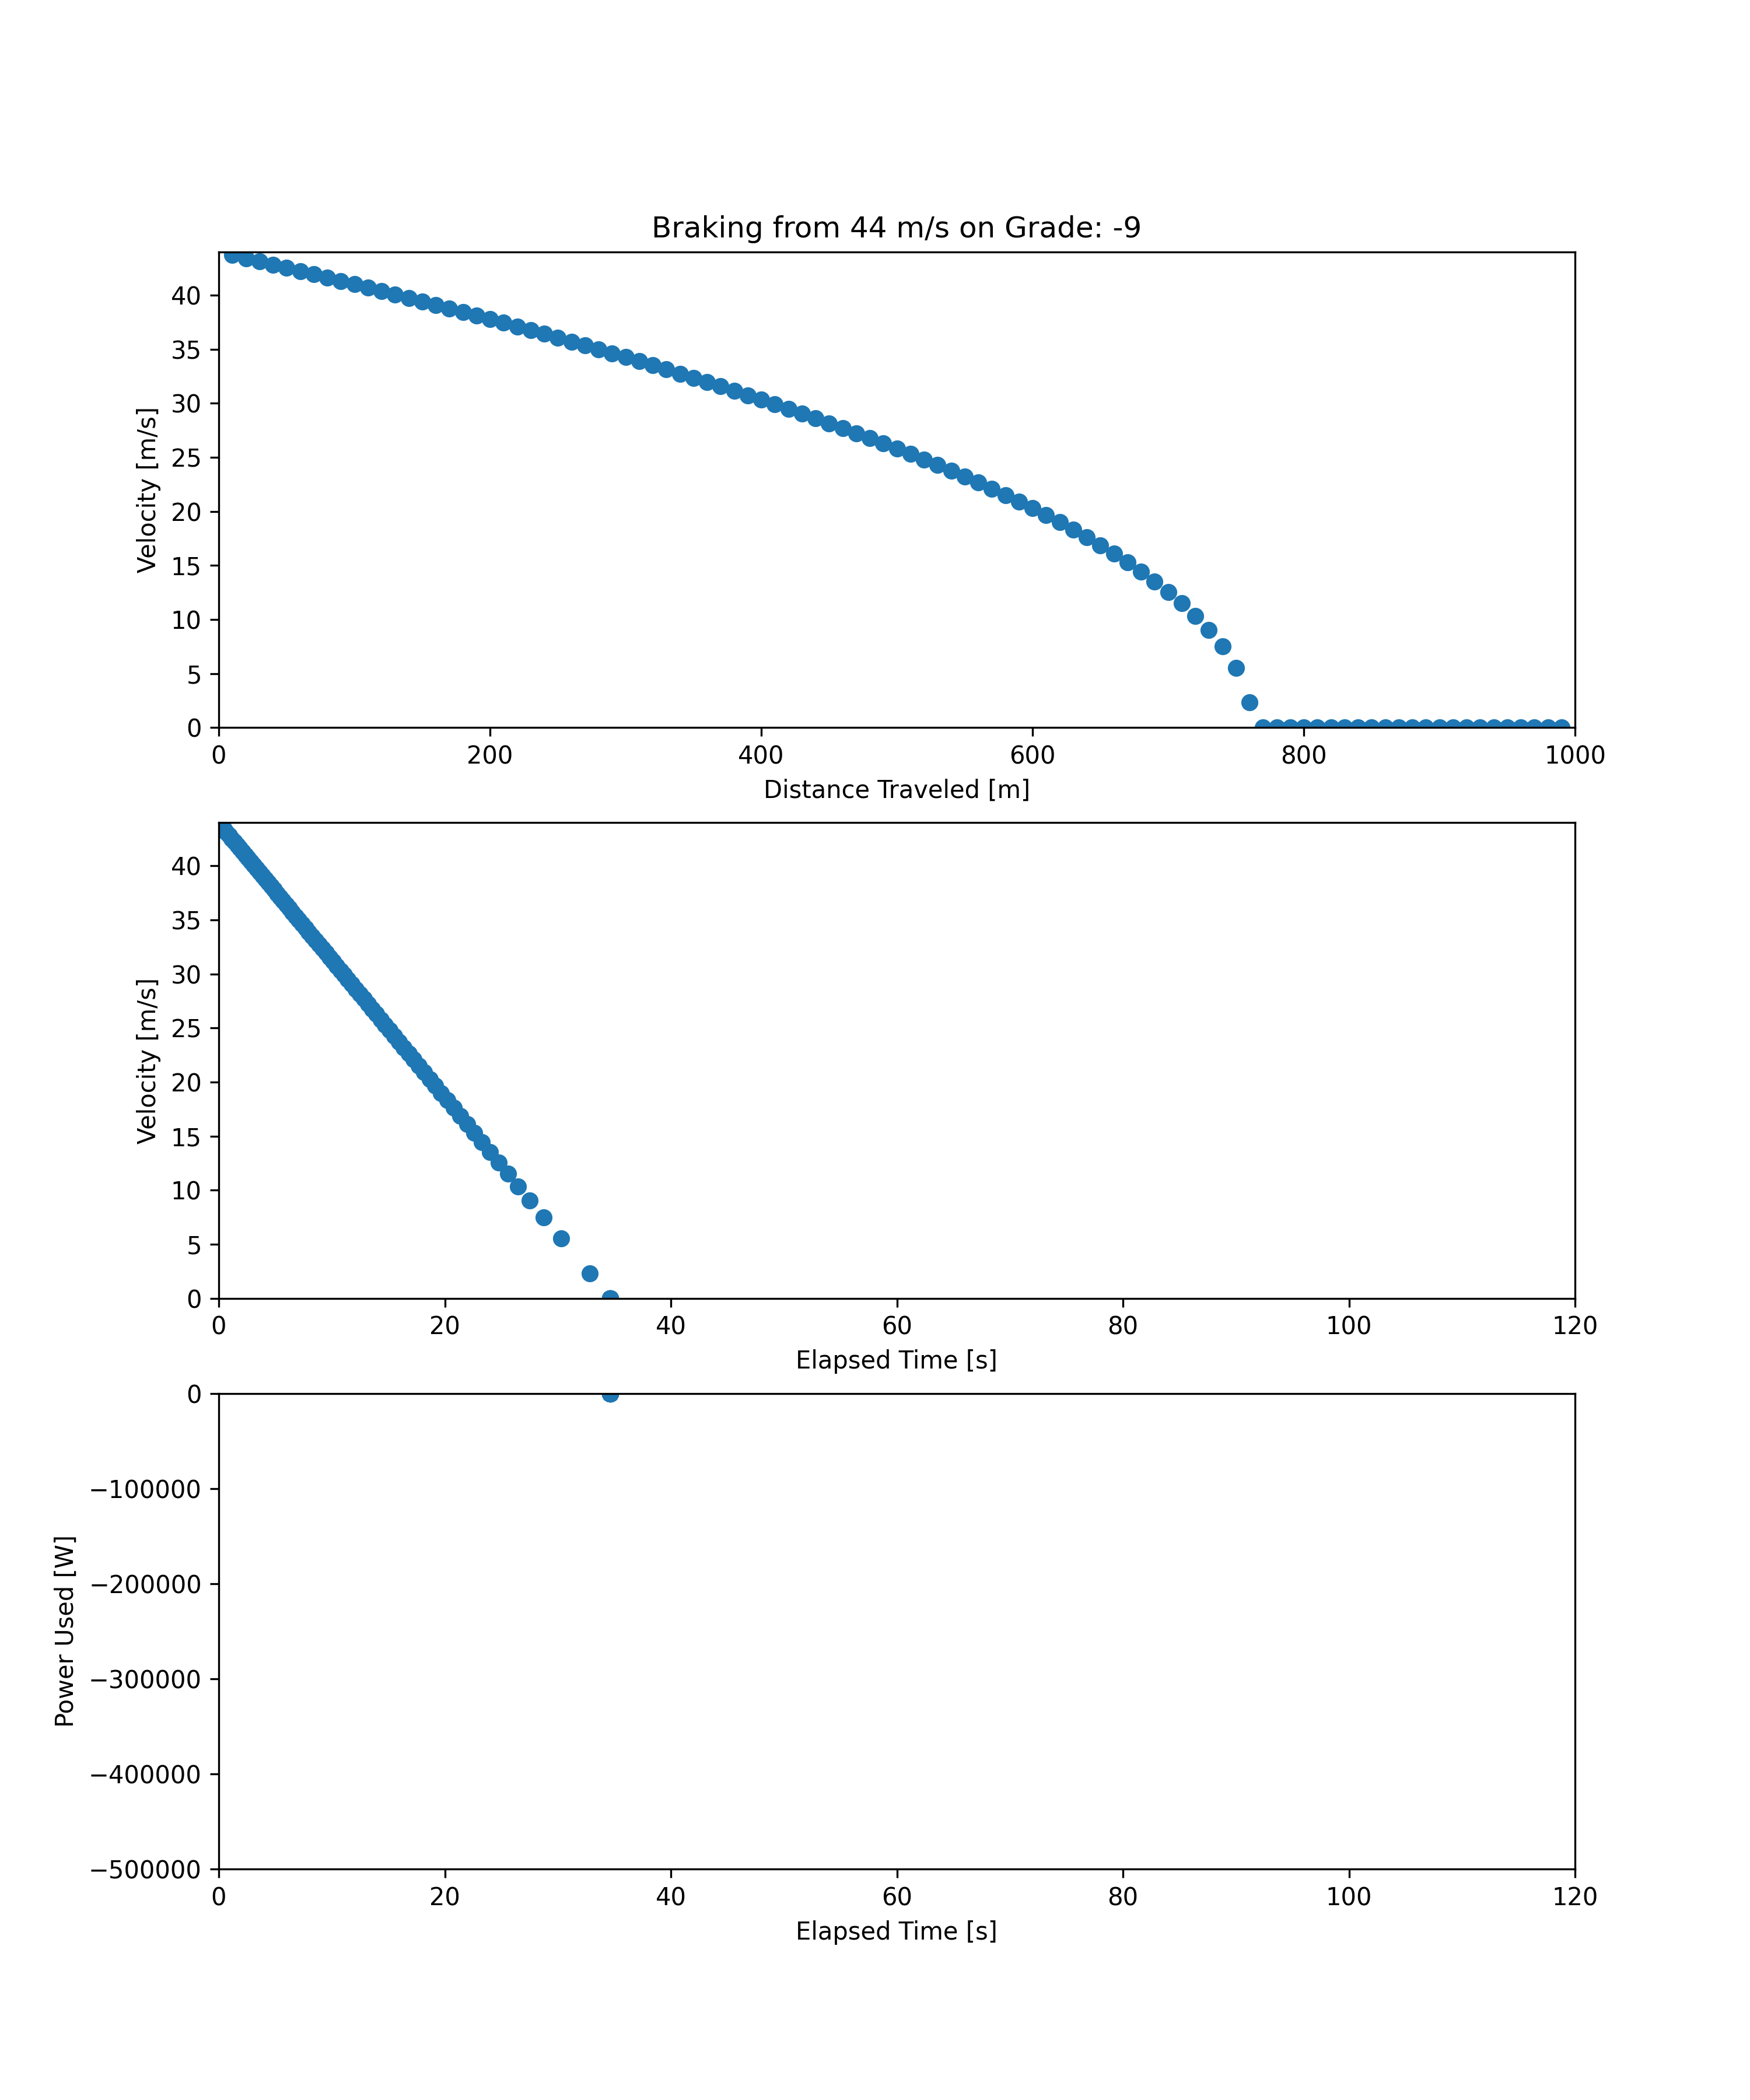 Braking from 44 m/s on Grade: -9
40
35
30
25
20
15
10
5
0
Velocity [m/s]
0 200 400 600 800 1000
Distance Traveled [m]
40
35
30
25
20
15
10
5
0
Velocity [m/s]
0 20 40 60 80 100 120
Elapsed Time [s]
0
−100000
−200000
−300000
−400000
−500000
Power Used [W]
0 20 40 60 80 100 120
Elapsed Time [s]